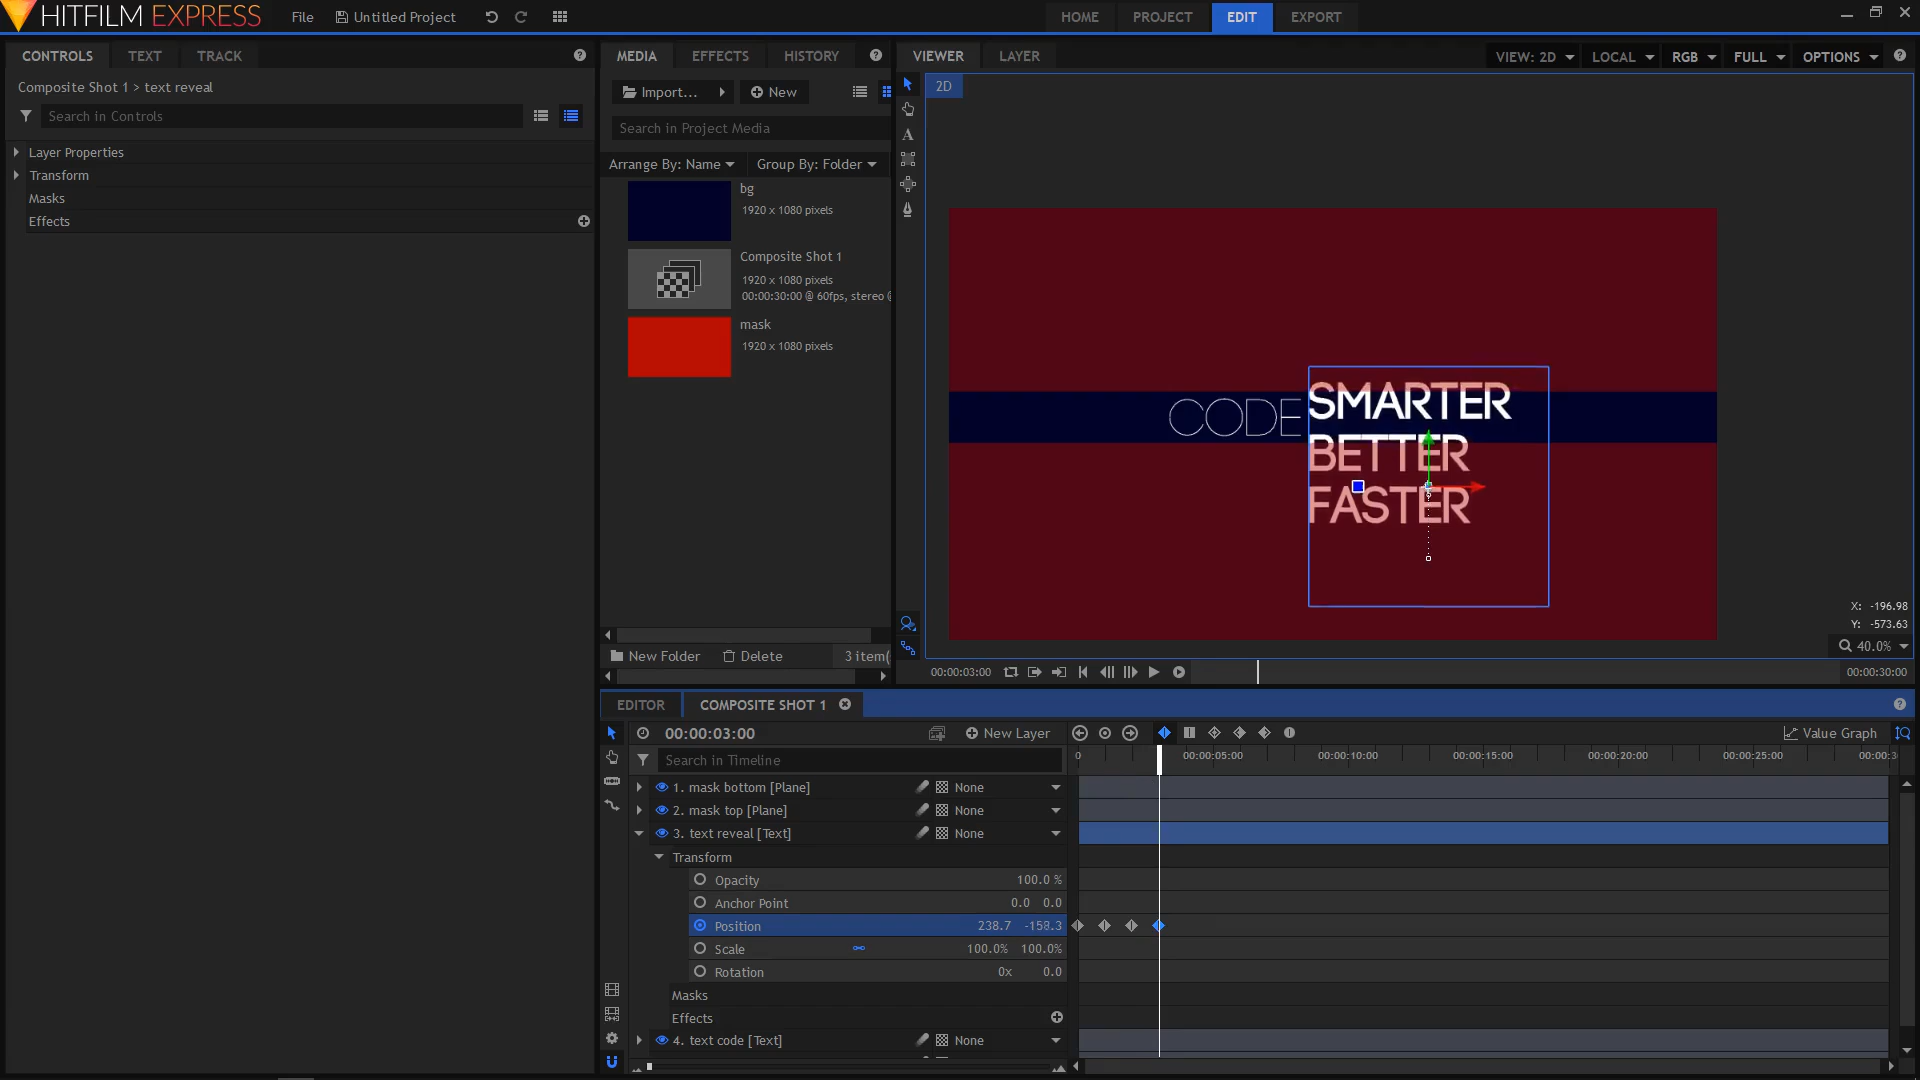 HITFILM EXPRESS File Untitled Project HOME PROJECT EDIT EXPORT
CONTROLS TEXT TRACK
Composite Shot 1 > text reveal
Search in Controls
Layer Properties
Transform
Masks
Effects
MEDIA EFFECTS HISTORY
Import... New
Search in Project Media
Arrange By: Name Group By: Folder
bg
1920 x 1080 pixels
Composite Shot 1
1920 x 1080 pixels
00:00:30:00 @ 60fps, stereo
mask
1920 x 1080 pixels
New Folder Delete 3 item(
VIEWER LAYER VIEW: 2D LOCAL RGB FULL OPTIONS
2D
CODE
SMARTER
BETTER
FASTER
X: -196.98
Y: -573.63
40.0%
00:00:03:00 00:00:30:00
EDITOR COMPOSITE SHOT 1
00:00:03:00 New Layer Value Graph
Search in Timeline 0 00:00:05:00 00:00:10:00 00:00:15:00 00:00:20:00 00:00:25:00 00:00:3
1. mask bottom [Plane] None
2. mask top [Plane] None
3. text reveal [Text] None
Transform
Opacity 100.0 %
Anchor Point 0.0 0.0
Position 238.7 -158.3
Scale 100.0% 100.0%
Rotation 0x 0.0
Masks
Effects
4. text code [Text] None